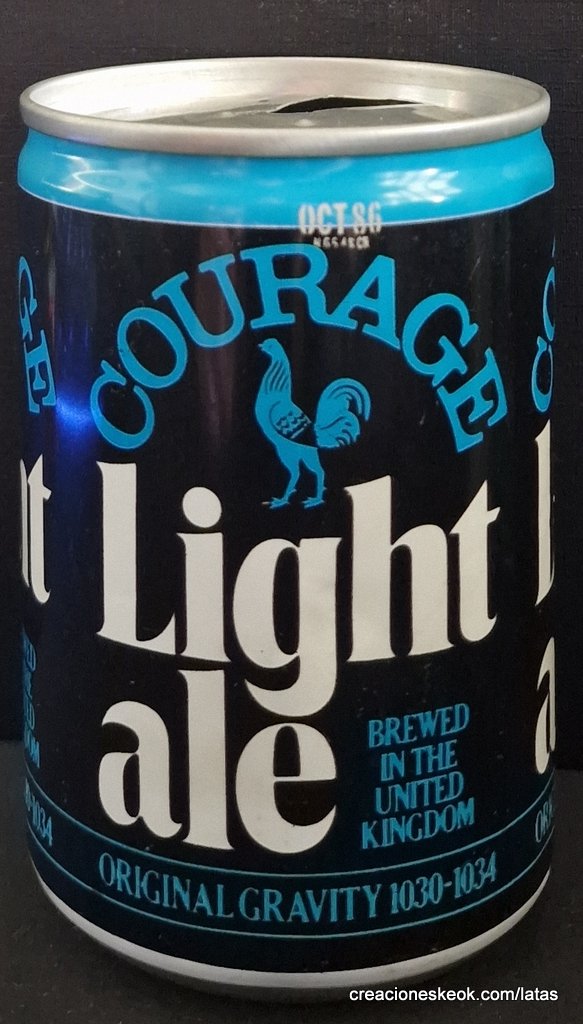 OCT 86
COURAGE
Light
ale
BREWED
IN THE
UNITED
KINGDOM
ORIGINAL GRAVITY 1030-1034
creacioneskeok.com/latas